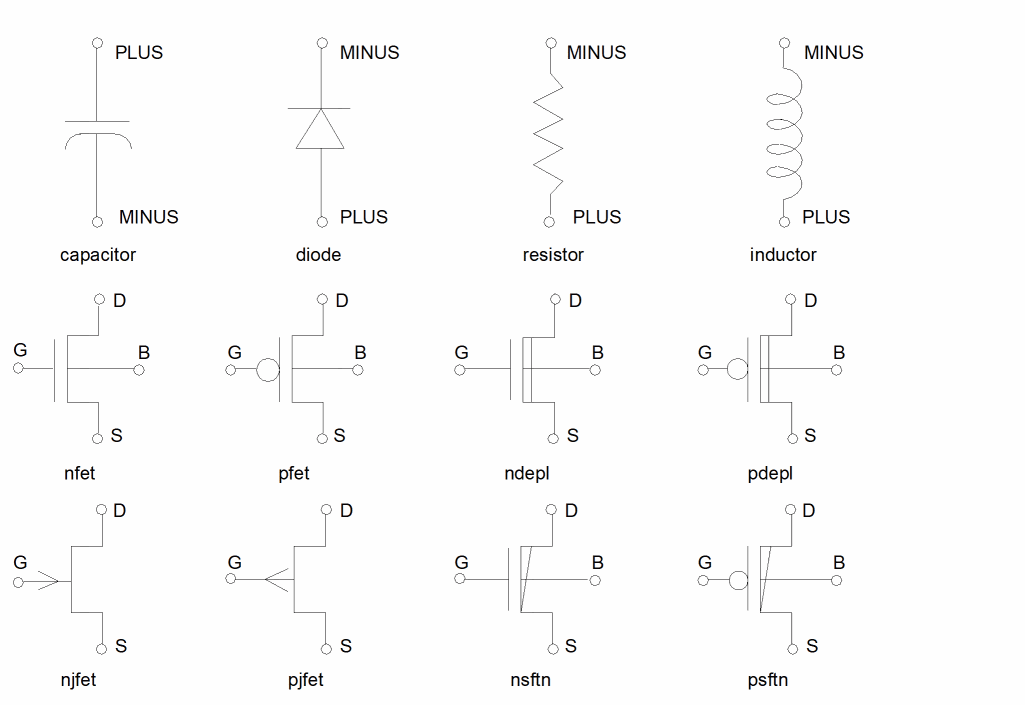 PLUS MINUS MINUS MINUS
MINUS PLUS PLUS PLUS
capacitor diode resistor inductor
D D D D
G B G B G B G B
S S S S
nfet pfet ndepl pdepl
D D D D
G G G B G B
S S S S
njfet pjfet nsftn psftn